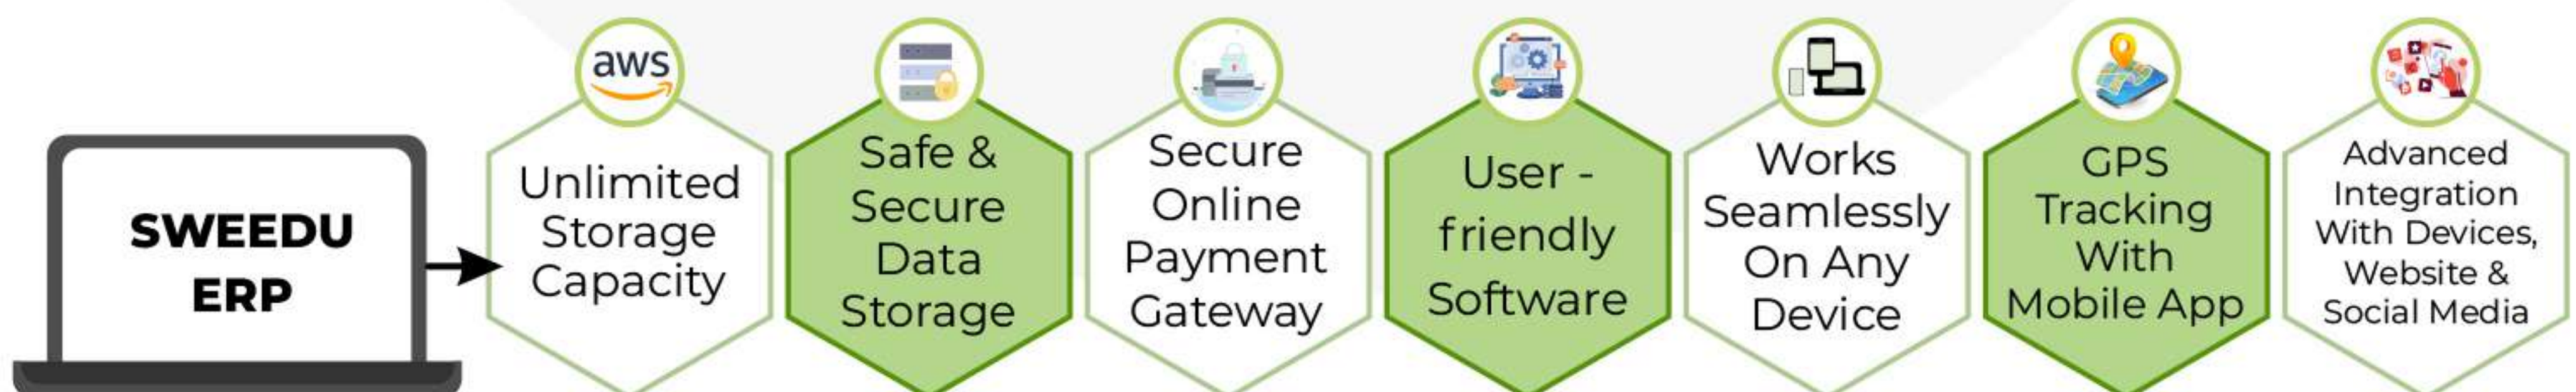 SWEEDU
ERP
aws
Unlimited
Storage
Capacity
Safe &
Secure
Data
Storage
Secure
Online
Payment
Gateway
User -
friendly
Software
Works
Seamlessly
On Any
Device
GPS
Tracking
With
Mobile App
Advanced
Integration
With Devices,
Website &
Social Media